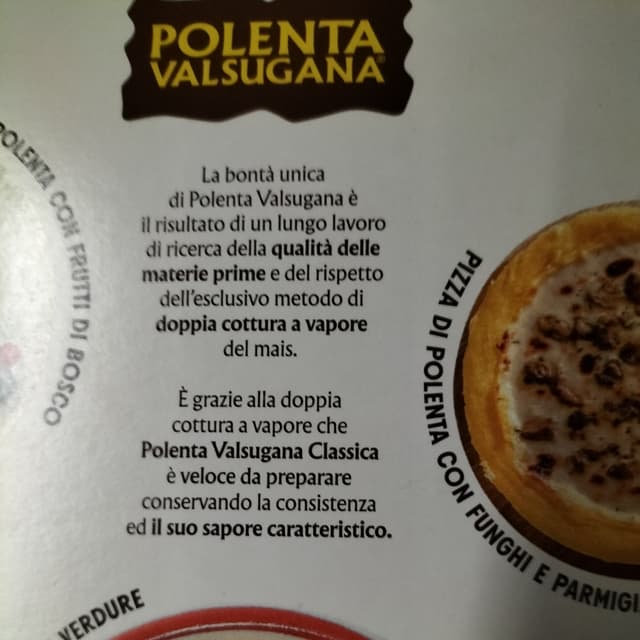 POLENTA
VALSUGANA®
La bontà unica
di Polenta Valsugana è
il risultato di un lungo lavoro
di ricerca della qualità delle
materie prime e del rispetto
dell'esclusivo metodo di
doppia cottura a vapore
del mais.
È grazie alla doppia
cottura a vapore che
Polenta Valsugana Classica
è veloce da preparare
conservando la consistenza
ed il suo sapore caratteristico.
POLENTA CON FRUTTI DI BOSCO
PIZZA DI POLENTA CON FUNGHI E PARMIGI
VERDURE